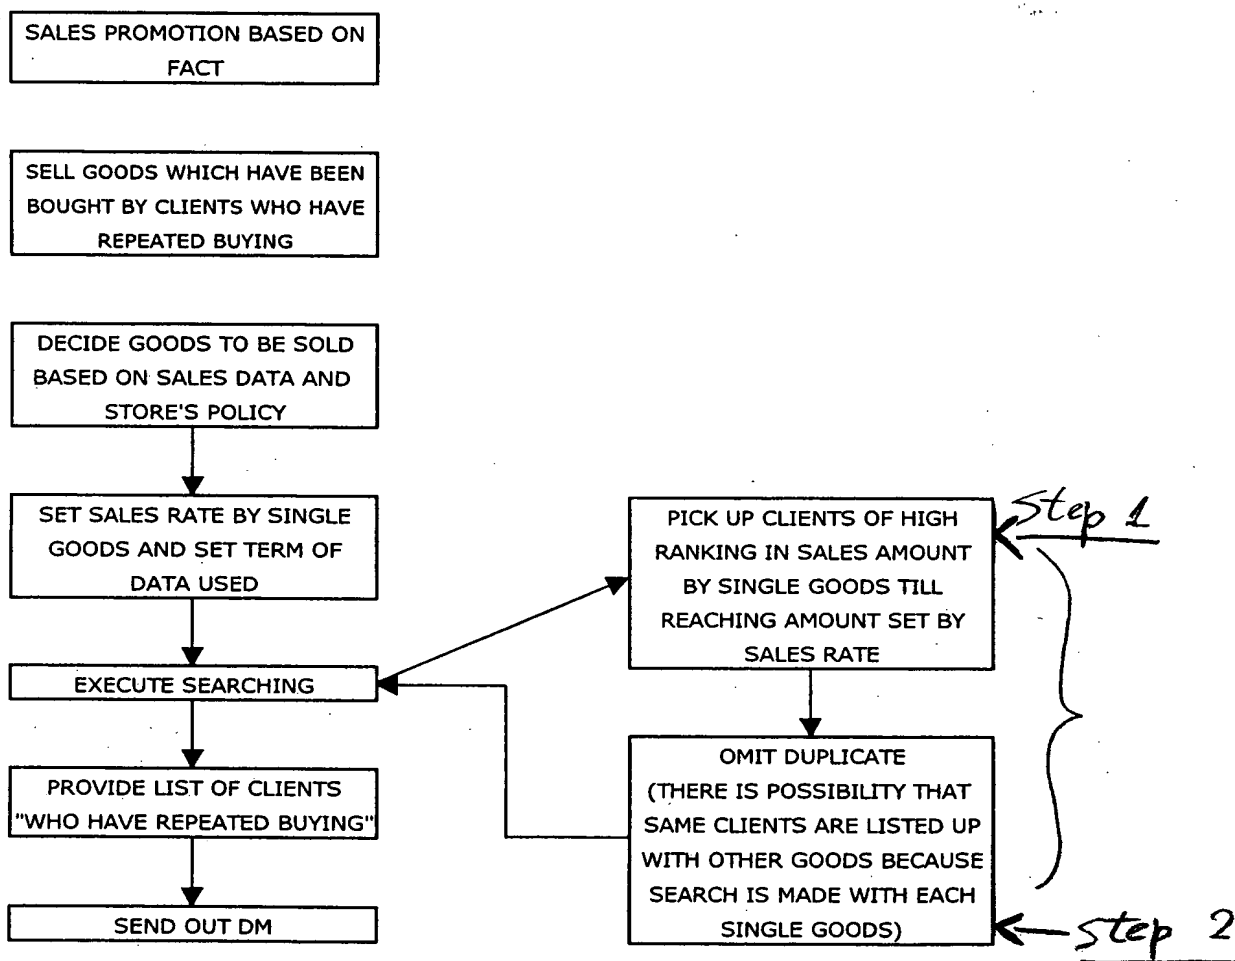 SALES PROMOTION BASED ON
FACT
SELL GOODS WHICH HAVE BEEN
BOUGHT BY CLIENTS WHO HAVE
REPEATED BUYING
DECIDE GOODS TO BE SOLD
BASED ON SALES DATA AND
STORE'S POLICY
SET SALES RATE BY SINGLE
GOODS AND SET TERM OF
DATA USED
EXECUTE SEARCHING
PROVIDE LIST OF CLIENTS
"WHO HAVE REPEATED BUYING"
SEND OUT DM
PICK UP CLIENTS OF HIGH
RANKING IN SALES AMOUNT
BY SINGLE GOODS TILL
REACHING AMOUNT SET BY
SALES RATE
Step 1
OMIT DUPLICATE
(THERE IS POSSIBILITY THAT
SAME CLIENTS ARE LISTED UP
WITH OTHER GOODS BECAUSE
SEARCH IS MADE WITH EACH
SINGLE GOODS)
Step 2